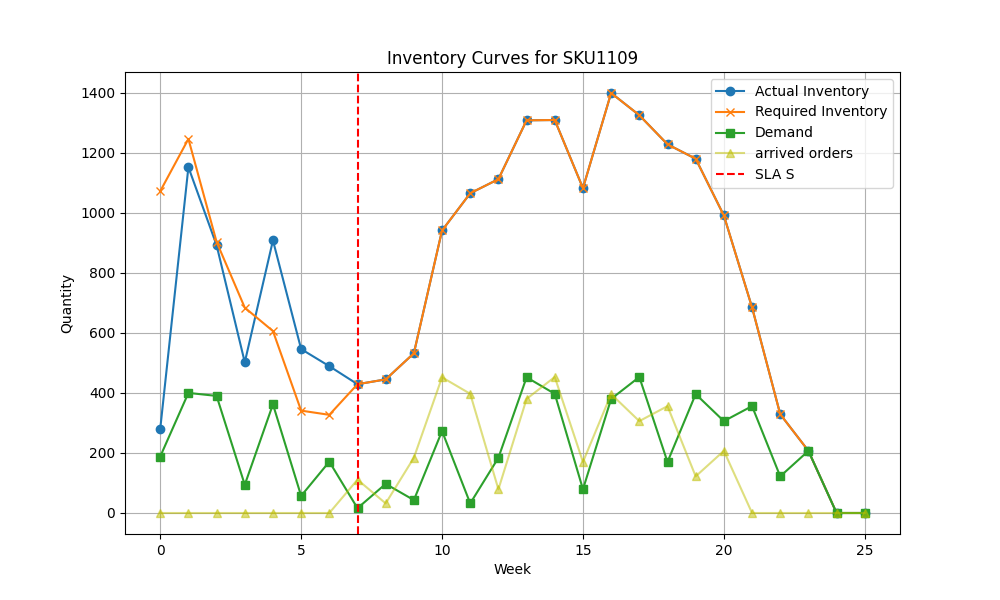 Inventory Curves for SKU1109
Quantity
1400
1200
1000
800
600
400
200
0
Actual Inventory
Required Inventory
Demand
arrived orders
SLA S
0 5 10 15 20 25
Week